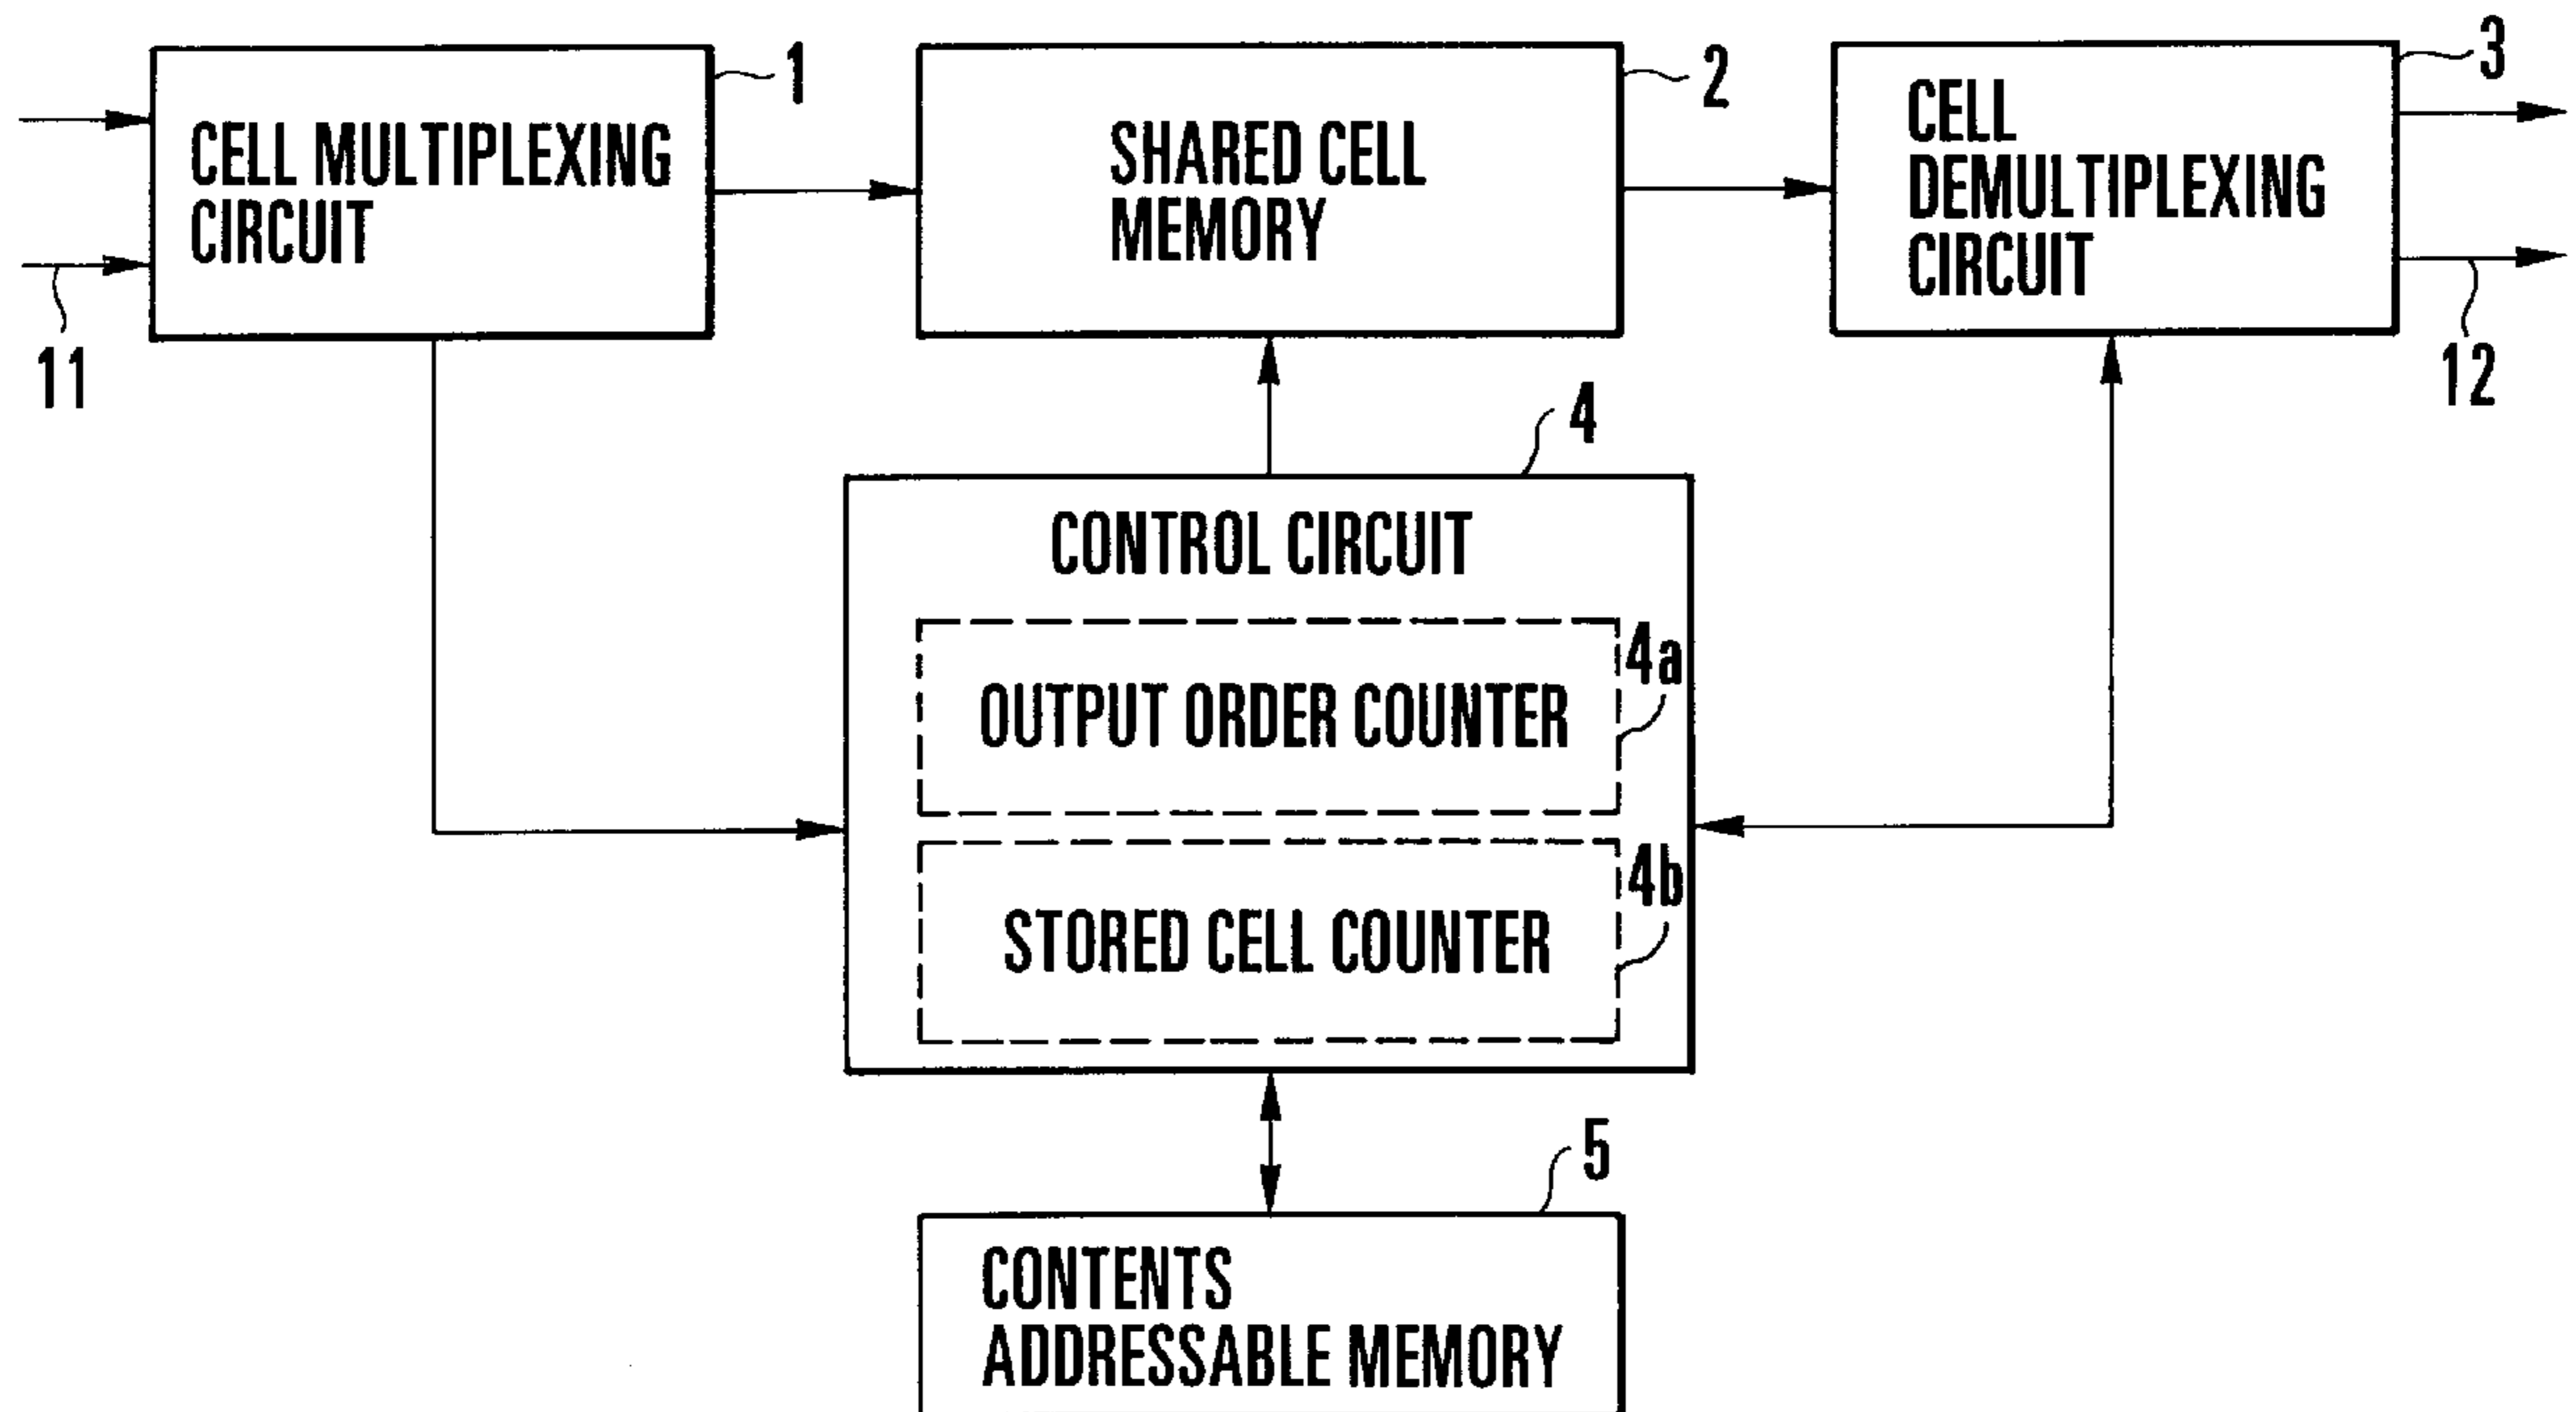 1
CELL MULTIPLEXING
CIRCUIT
11
2
SHARED CELL
MEMORY
3
CELL
DEMULTIPLEXING
CIRCUIT
12
4
CONTROL CIRCUIT
4a
OUTPUT ORDER COUNTER
4b
STORED CELL COUNTER
5
CONTENTS
ADDRESSABLE MEMORY